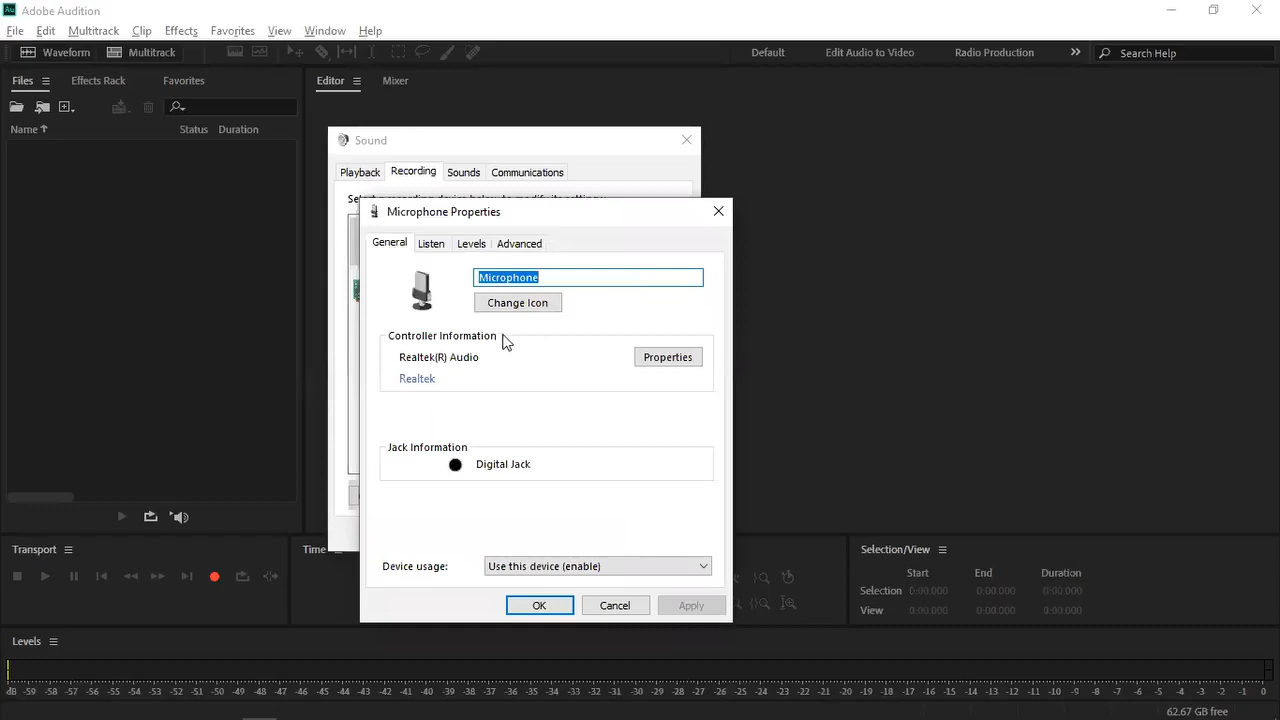 Au Adobe Audition
File Edit Multitrack Clip Effects Favorites View Window Help
Waveform Multitrack Default Edit Audio to Video Radio Production Search Help
Files Effects Rack Favorites Editor Mixer
Name Status Duration
Sound
Playback Recording Sounds Communications
Microphone Properties
General Listen Levels Advanced
Microphone
Change Icon
Controller Information
Realtek(R) Audio Properties
Realtek
Jack Information
Digital Jack
Device usage: Use this device (enable)
OK Cancel Apply
Transport Time Selection/View
Start End Duration
Selection 0:00.000 0:00.000 0:00.000
View 0:00.000 0:00.000 0:00.000
Levels
dB -59 -58 -57 -56 -55 -54 -53 -52 -51 -50 -49 -48 -47 -46 -45 -44 -43 -42 -41 -40 -39 -38 -37 -36 -35 -34 -33 -32 -31 -30 -29 -28 -27 -26 -25 -24 -23 -22 -21 -20 -19 -18 -17 -16 -15 -14 -13 -12 -11 -10 -9 -8 -7 -6 -5 -4 -3 -2 -1 0
62.67 GB free